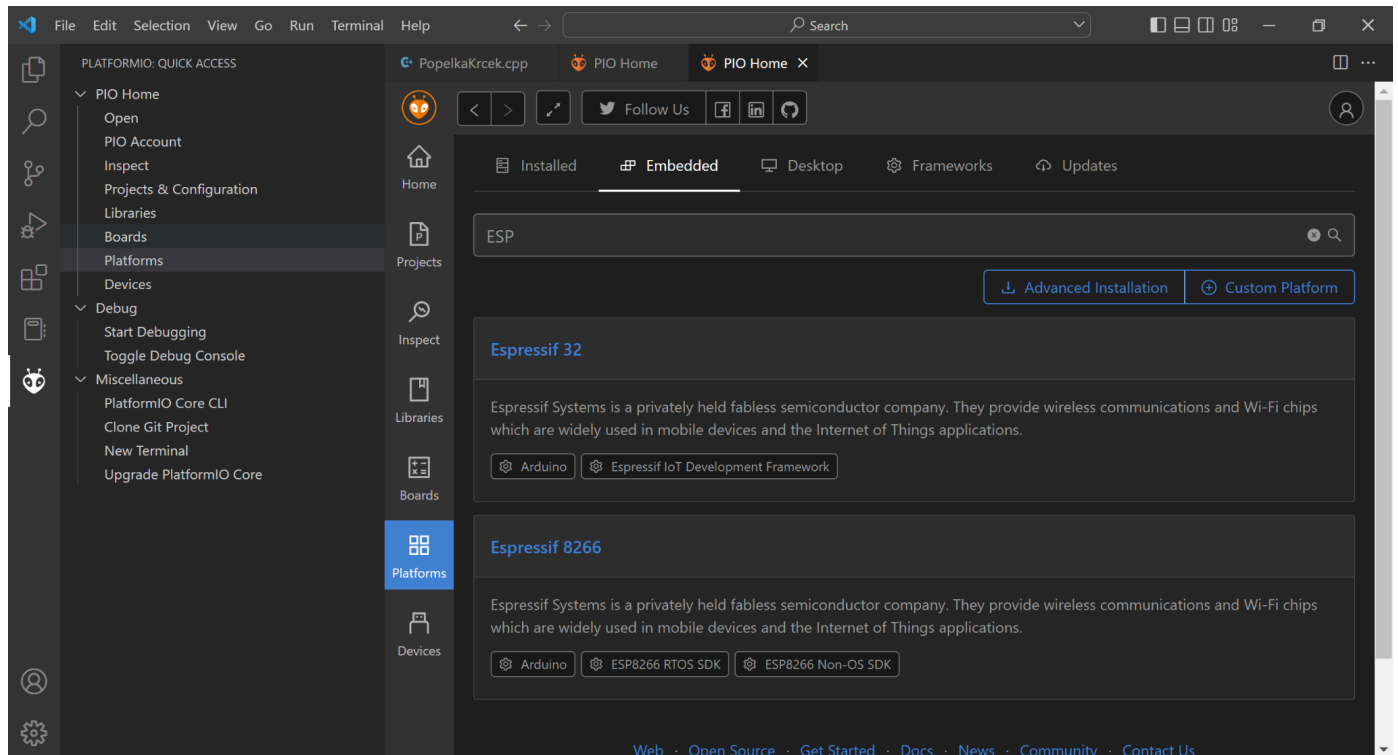 File Edit Selection View Go Run Terminal Help
Search
PLATFORMIO: QUICK ACCESS
PIO Home
Open
PIO Account
Inspect
Projects & Configuration
Libraries
Boards
Platforms
Devices
Debug
Start Debugging
Toggle Debug Console
Miscellaneous
PlatformIO Core CLI
Clone Git Project
New Terminal
Upgrade PlatformIO Core
PopelkaKrcek.cpp
PIO Home
PIO Home
Follow Us
Home
Projects
Inspect
Libraries
Boards
Platforms
Devices
Installed
Embedded
Desktop
Frameworks
Updates
ESP
Advanced Installation
Custom Platform
Espressif 32
Espressif Systems is a privately held fabless semiconductor company. They provide wireless communications and Wi-Fi chips
which are widely used in mobile devices and the Internet of Things applications.
Arduino
Espressif IoT Development Framework
Espressif 8266
Espressif Systems is a privately held fabless semiconductor company. They provide wireless communications and Wi-Fi chips
which are widely used in mobile devices and the Internet of Things applications.
Arduino
ESP8266 RTOS SDK
ESP8266 Non-OS SDK
Web · Open Source · Get Started · Docs · News · Community · Contact Us